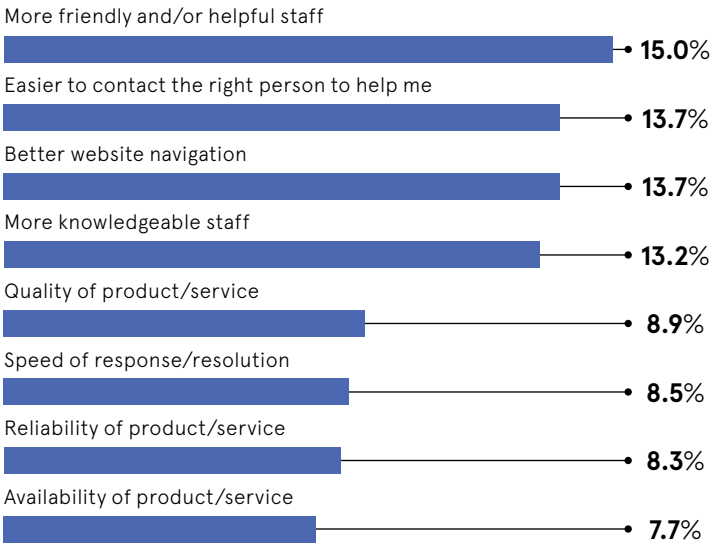 More friendly and/or helpful staff
15.0%
Easier to contact the right person to help me
13.7%
Better website navigation
13.7%
More knowledgeable staff
13.2%
Quality of product/service
8.9%
Speed of response/resolution
8.5%
Reliability of product/service
8.3%
Availability of product/service
7.7%